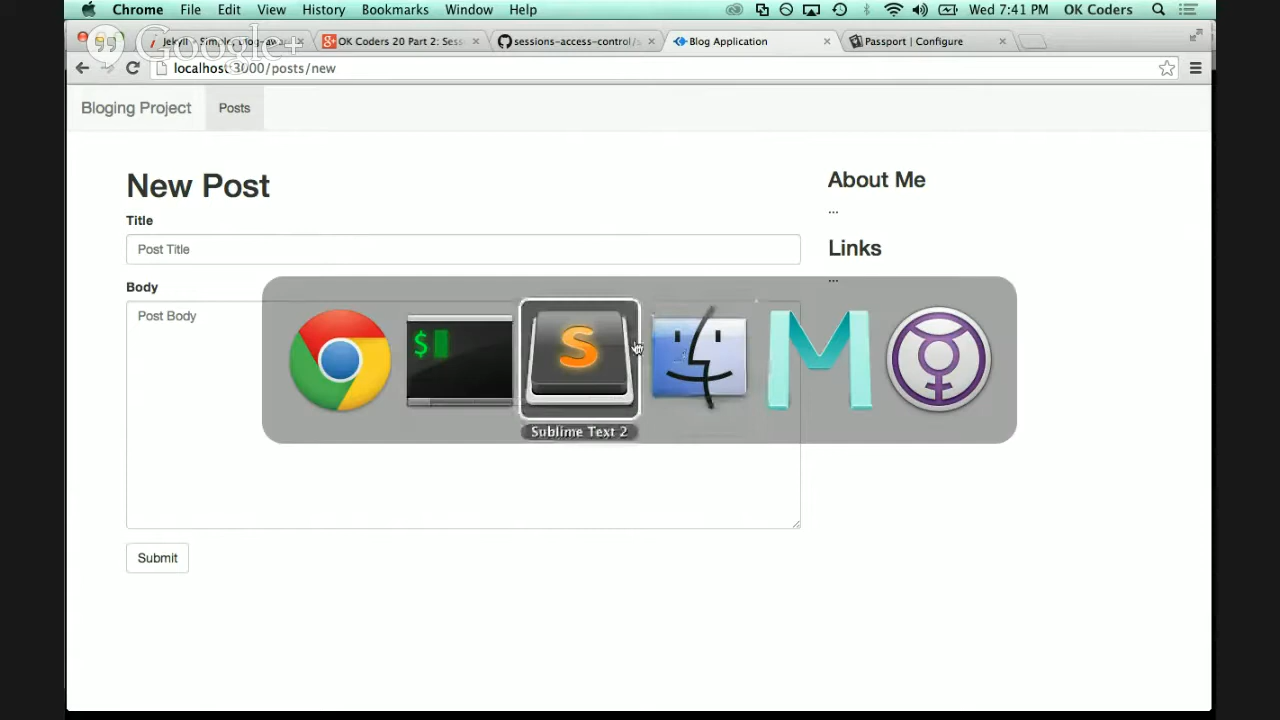 Chrome File Edit View History Bookmarks Window Help Wed 7:41 PM OK Coders
Google+
OK Coders 20 Part 2: Sess
sessions-access-control/s
Blog Application
Passport | Configure
localhost:3000/posts/new
Bloging Project Posts
New Post
About Me
Title
...
Post Title
Links
Body
...
Post Body
$
S
M
Sublime Text 2
Submit